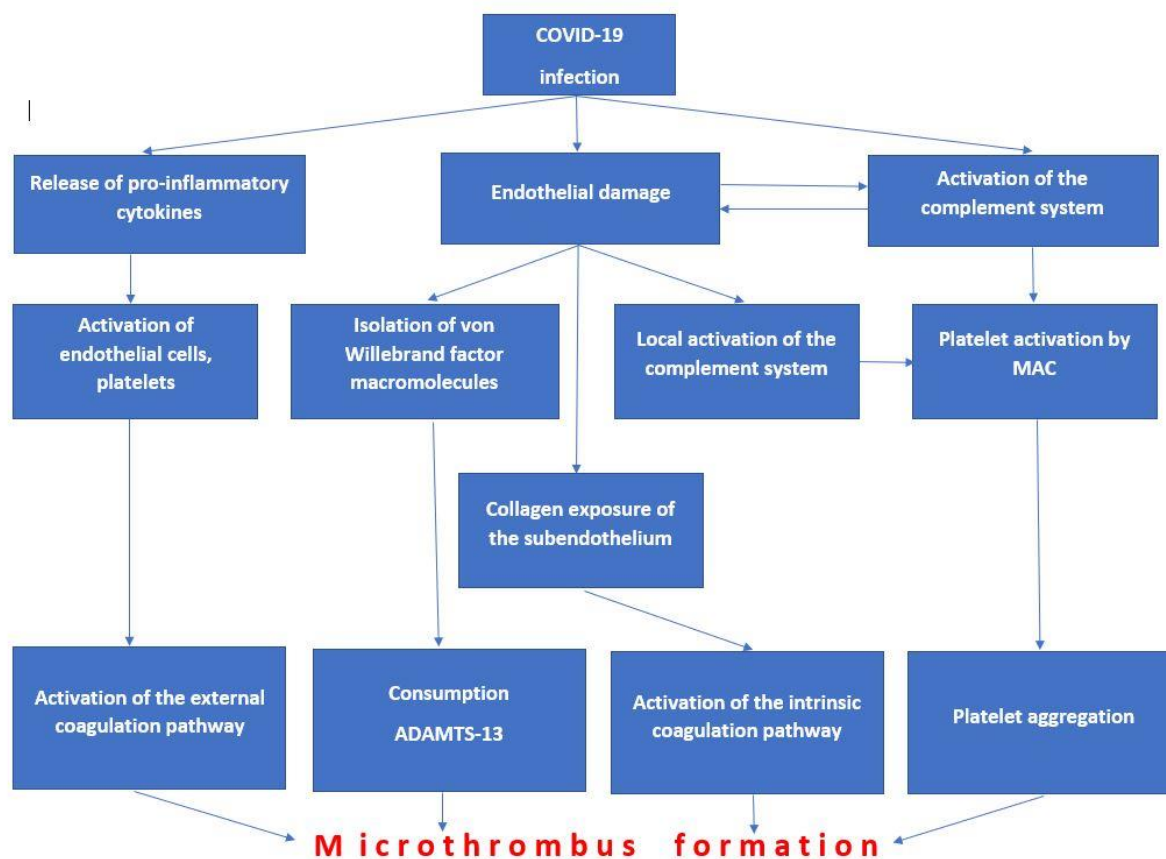 COVID-19
infection
Release of pro-inflammatory
cytokines
Endothelial damage
Activation of the
complement system
Activation of
endothelial cells,
platelets
Isolation of von
Willebrand factor
macromolecules
Local activation of the
complement system
Platelet activation by
MAC
Collagen exposure of
the subendothelium
Activation of the external
coagulation pathway
Consumption
ADAMTS-13
Activation of the intrinsic
coagulation pathway
Platelet aggregation
Microthrombus formation